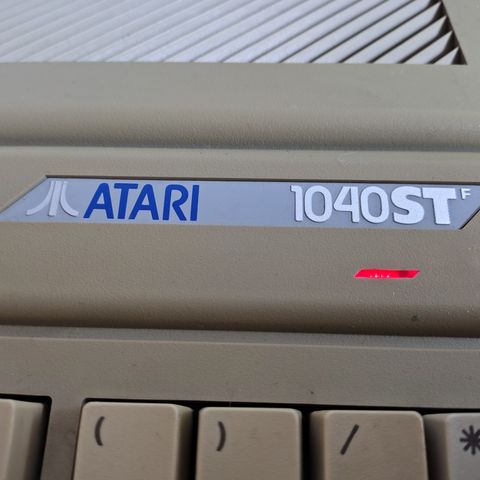 ATARI 1040STF
( ) / *